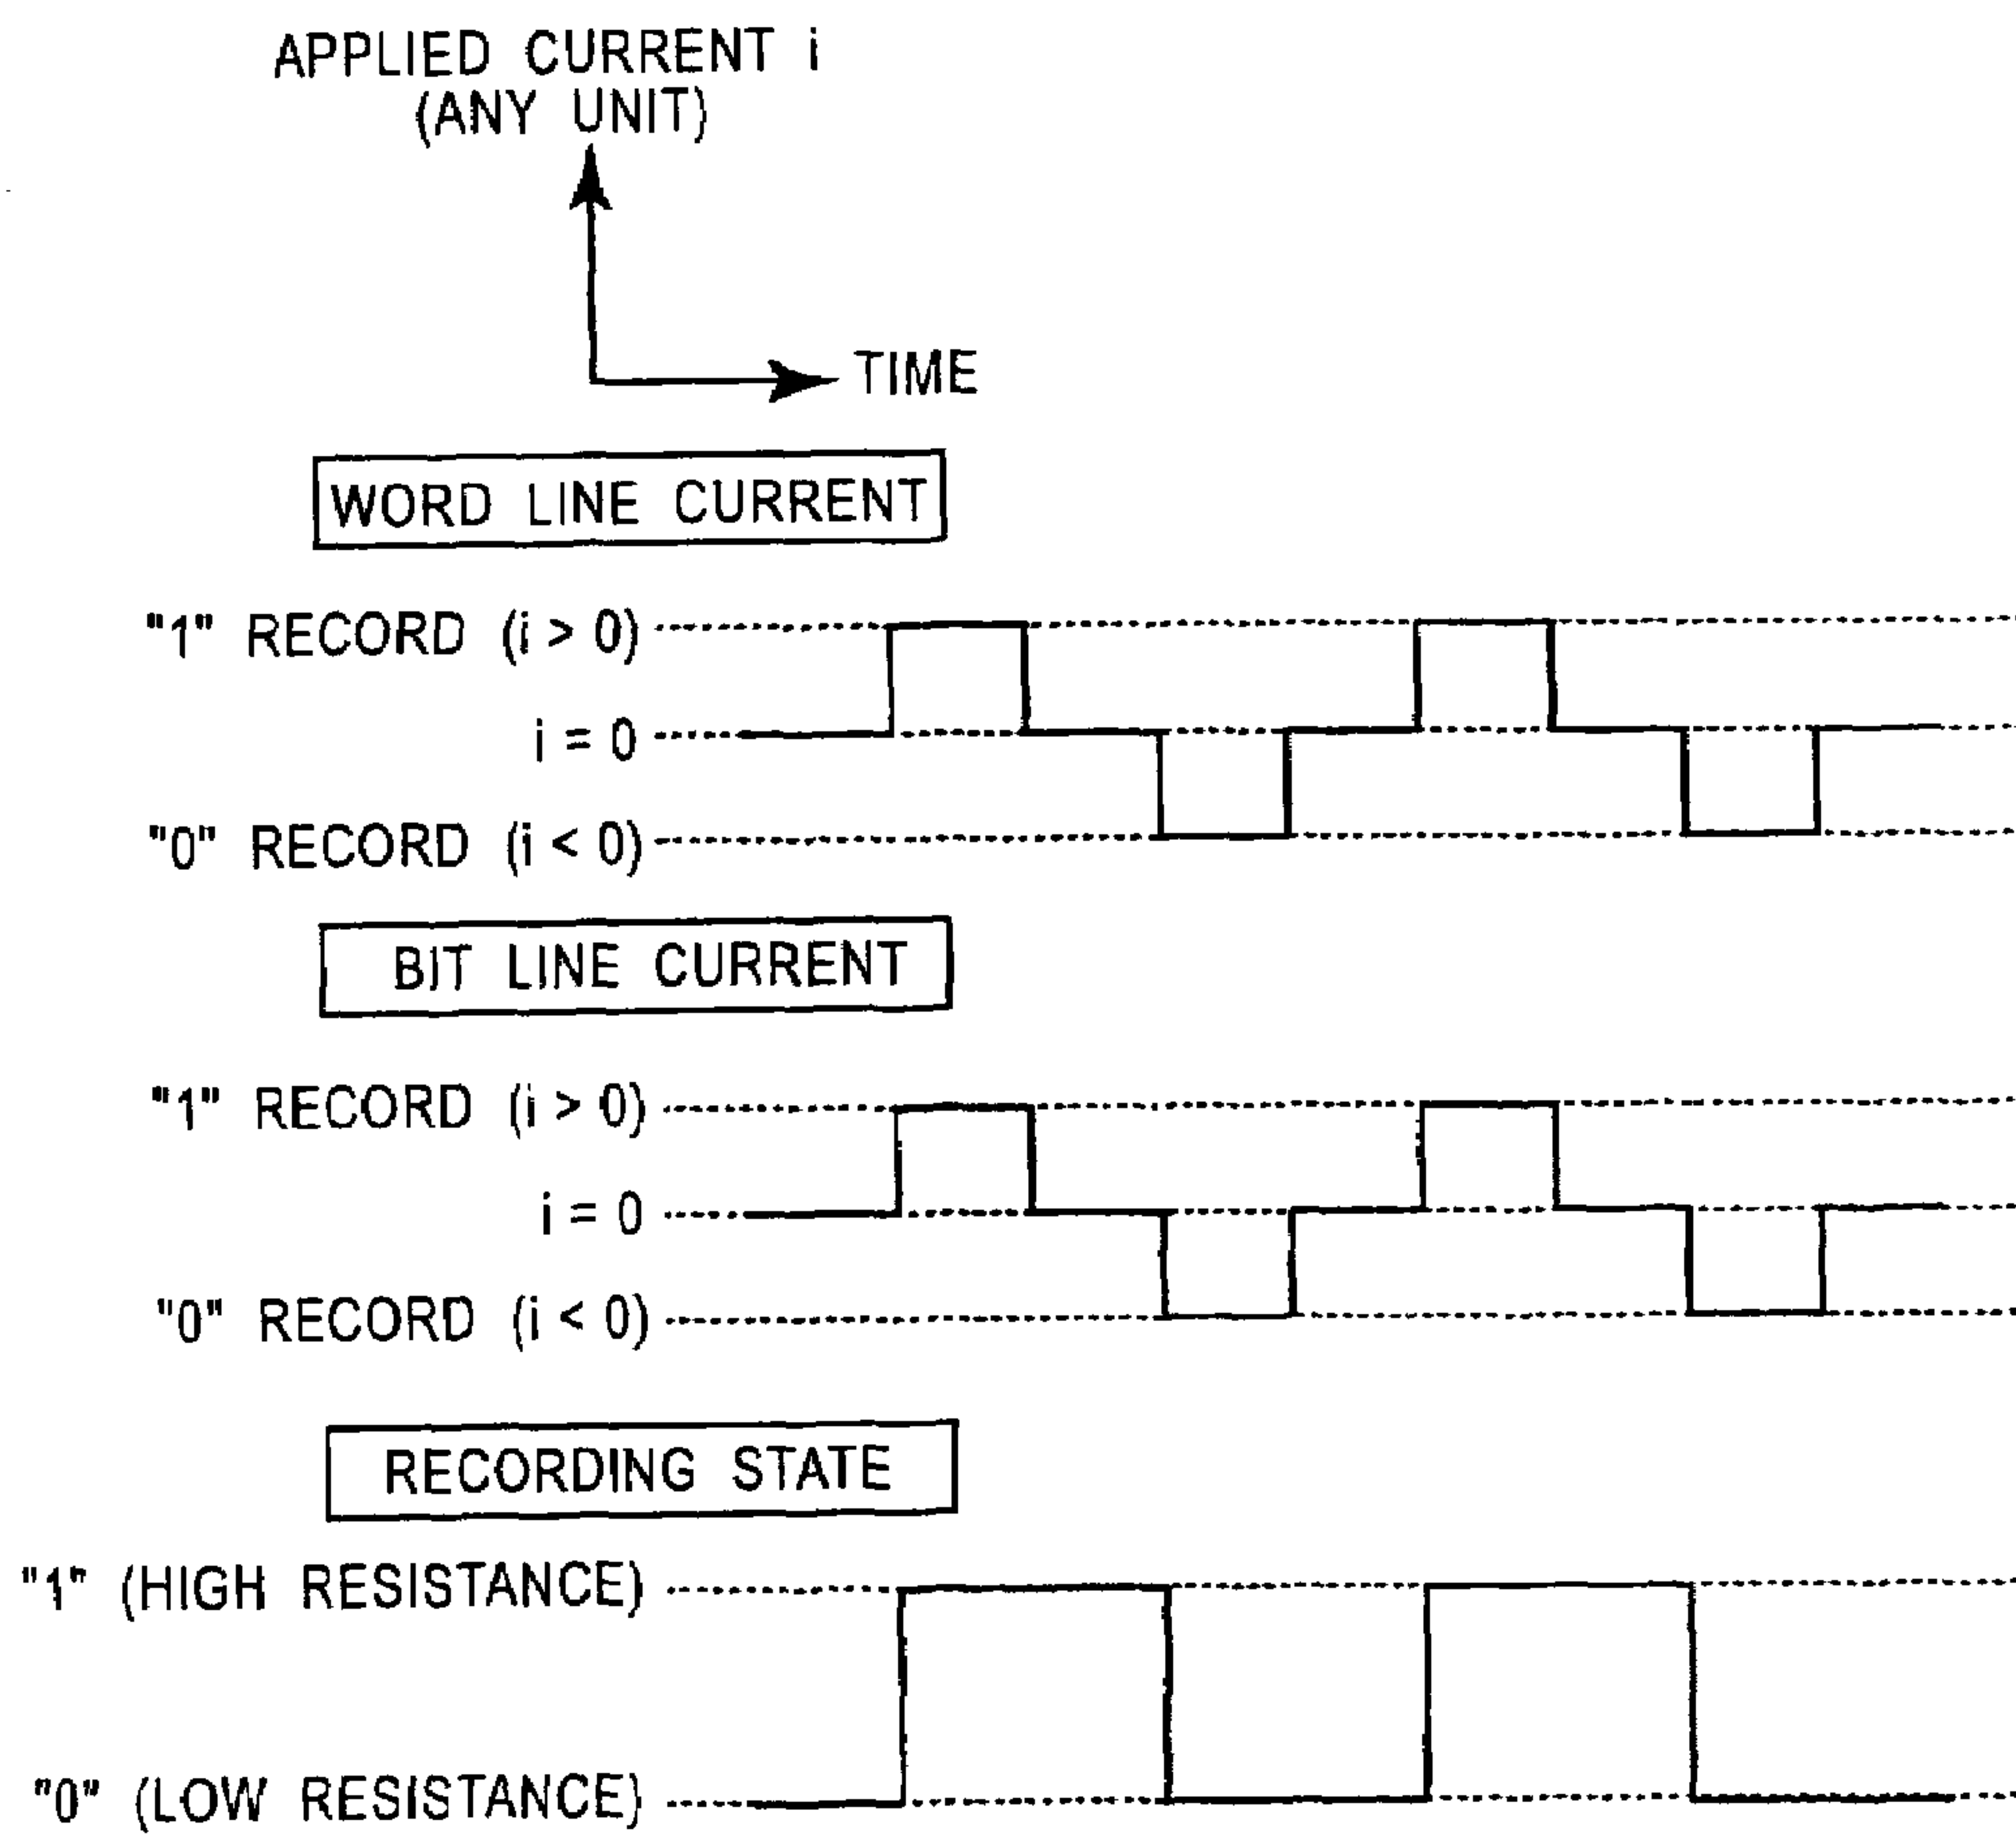 APPLIED CURRENT i
(ANY UNIT)
TIME
WORD LINE CURRENT
"1" RECORD (i > 0)
i = 0
"0" RECORD (i < 0)
BIT LINE CURRENT
"1" RECORD (i > 0)
i = 0
"0" RECORD (i < 0)
RECORDING STATE
"1" (HIGH RESISTANCE)
"0" (LOW RESISTANCE)